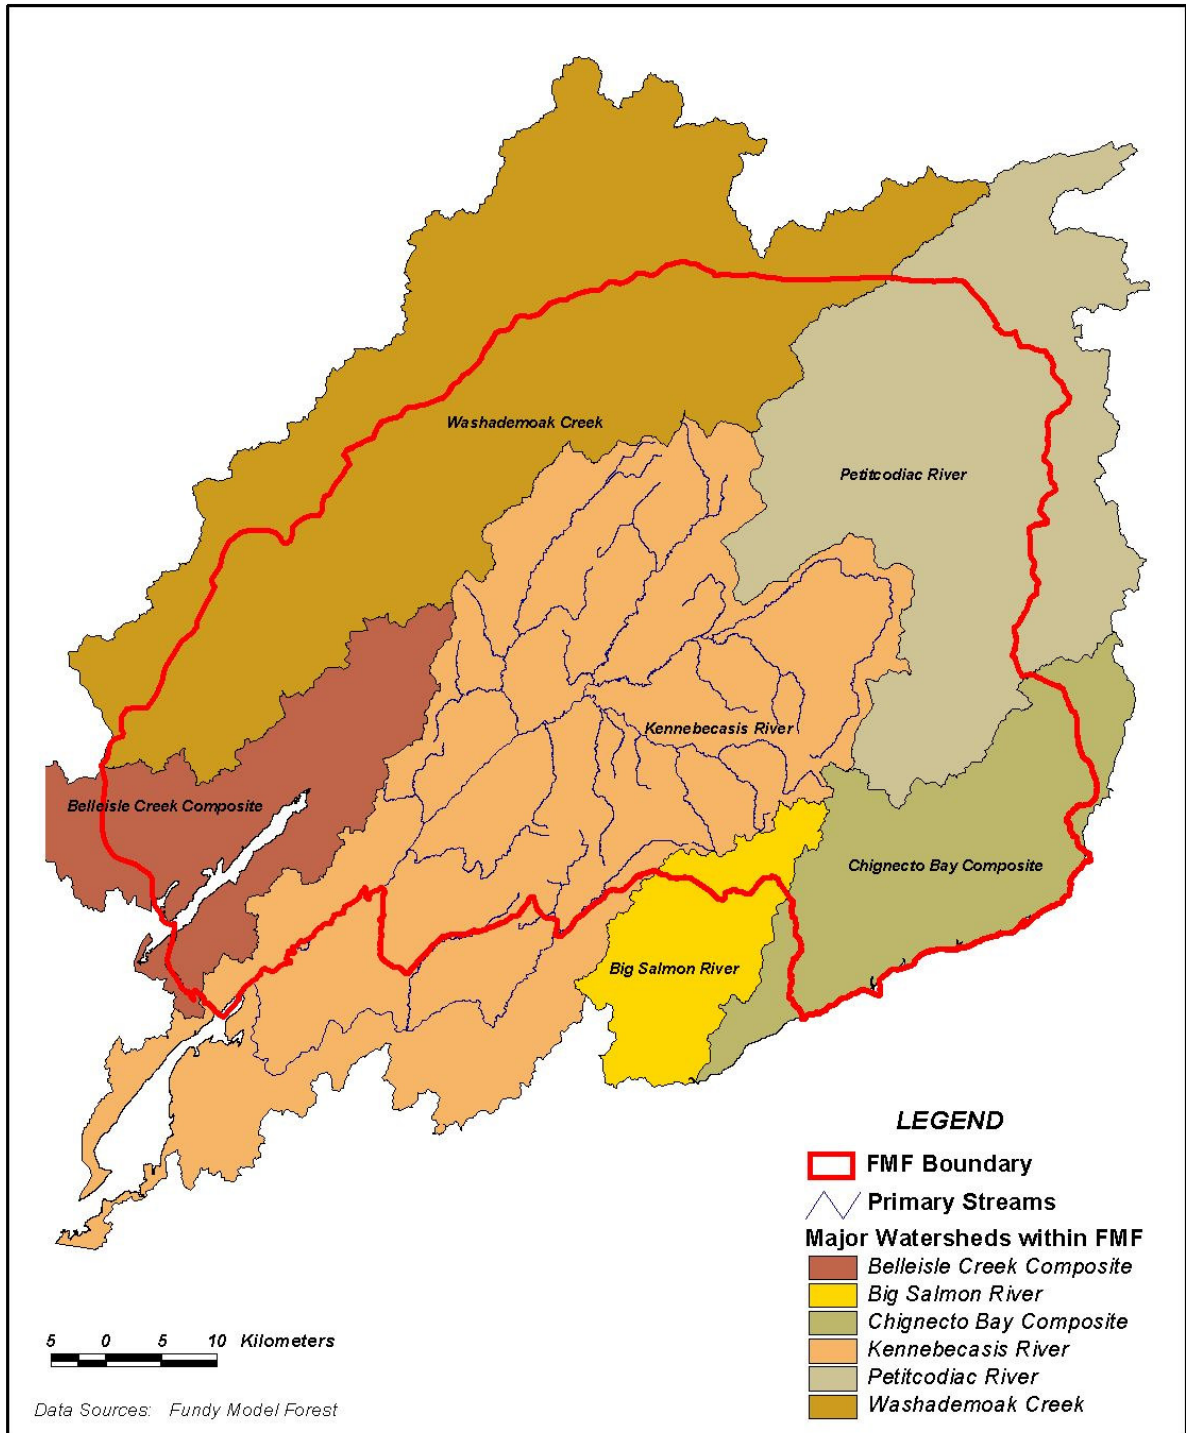 Washademoak Creek
Petitcodiac River
Kennebecasis River
Belleisle Creek Composite
Chignecto Bay Composite
Big Salmon River
LEGEND
FMF Boundary
Primary Streams
Major Watersheds within FMF
Belleisle Creek Composite
Big Salmon River
Chignecto Bay Composite
Kennebecasis River
Petitcodiac River
Washademoak Creek
5 0 5 10 Kilometers
Data Sources: Fundy Model Forest